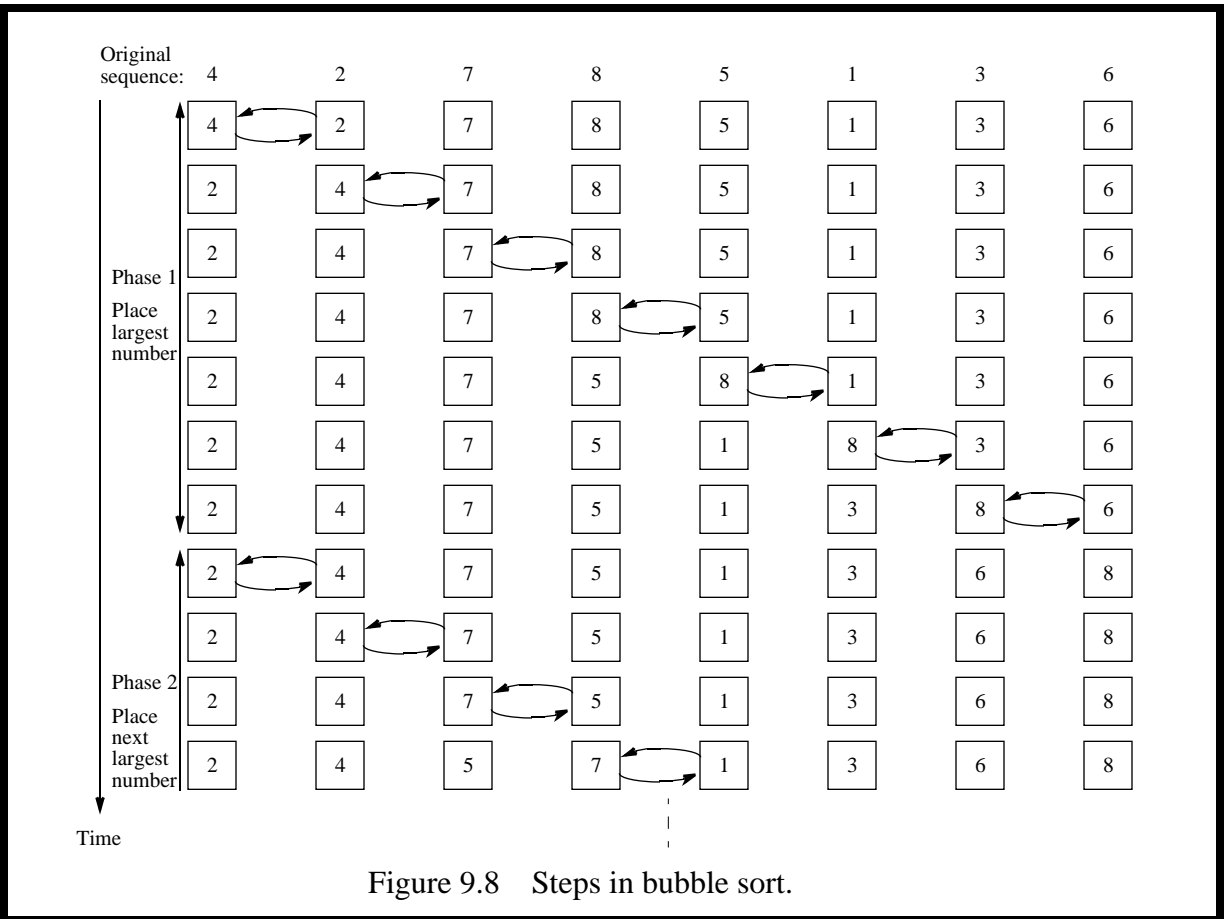 Original
sequence: 4 2 7 8 5 1 3 6
4 2 7 8 5 1 3 6
2 4 7 8 5 1 3 6
2 4 7 8 5 1 3 6
Phase 1
Place
largest
number
2 4 7 8 5 1 3 6
2 4 7 5 8 1 3 6
2 4 7 5 1 8 3 6
2 4 7 5 1 3 8 6
2 4 7 5 1 3 6 8
2 4 7 5 1 3 6 8
Phase 2
Place
next
largest
number
2 4 7 5 1 3 6 8
2 4 5 7 1 3 6 8
Time
Figure 9.8 Steps in bubble sort.